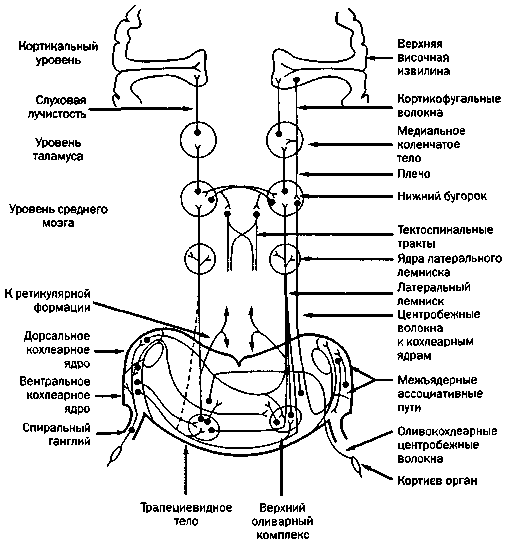 Кортикальный
уровень
Слуховая
лучистость
Уровень
таламуса
Уровень среднего
мозга
К ретикулярной
формации
Дорсальное
кохлеарное
ядро
Вентральное
кохлеарное
ядро
Спиральный
ганглий
Трапециевидное
тело
Верхний
оливарный
комплекс
Верхняя
височная
извилина
Кортикофугальные
волокна
Медиальное
коленчатое
тело
Плечо
Нижний бугорок
Тектоспинальные
тракты
Ядра латерального
лемниска
Латеральный
лемниск
Центробежные
волокна
к кохлеарным
ядрам
Межъядерные
ассоциативные
пути
Оливокохлеарные
центробежные
волокна
Кортиев орган